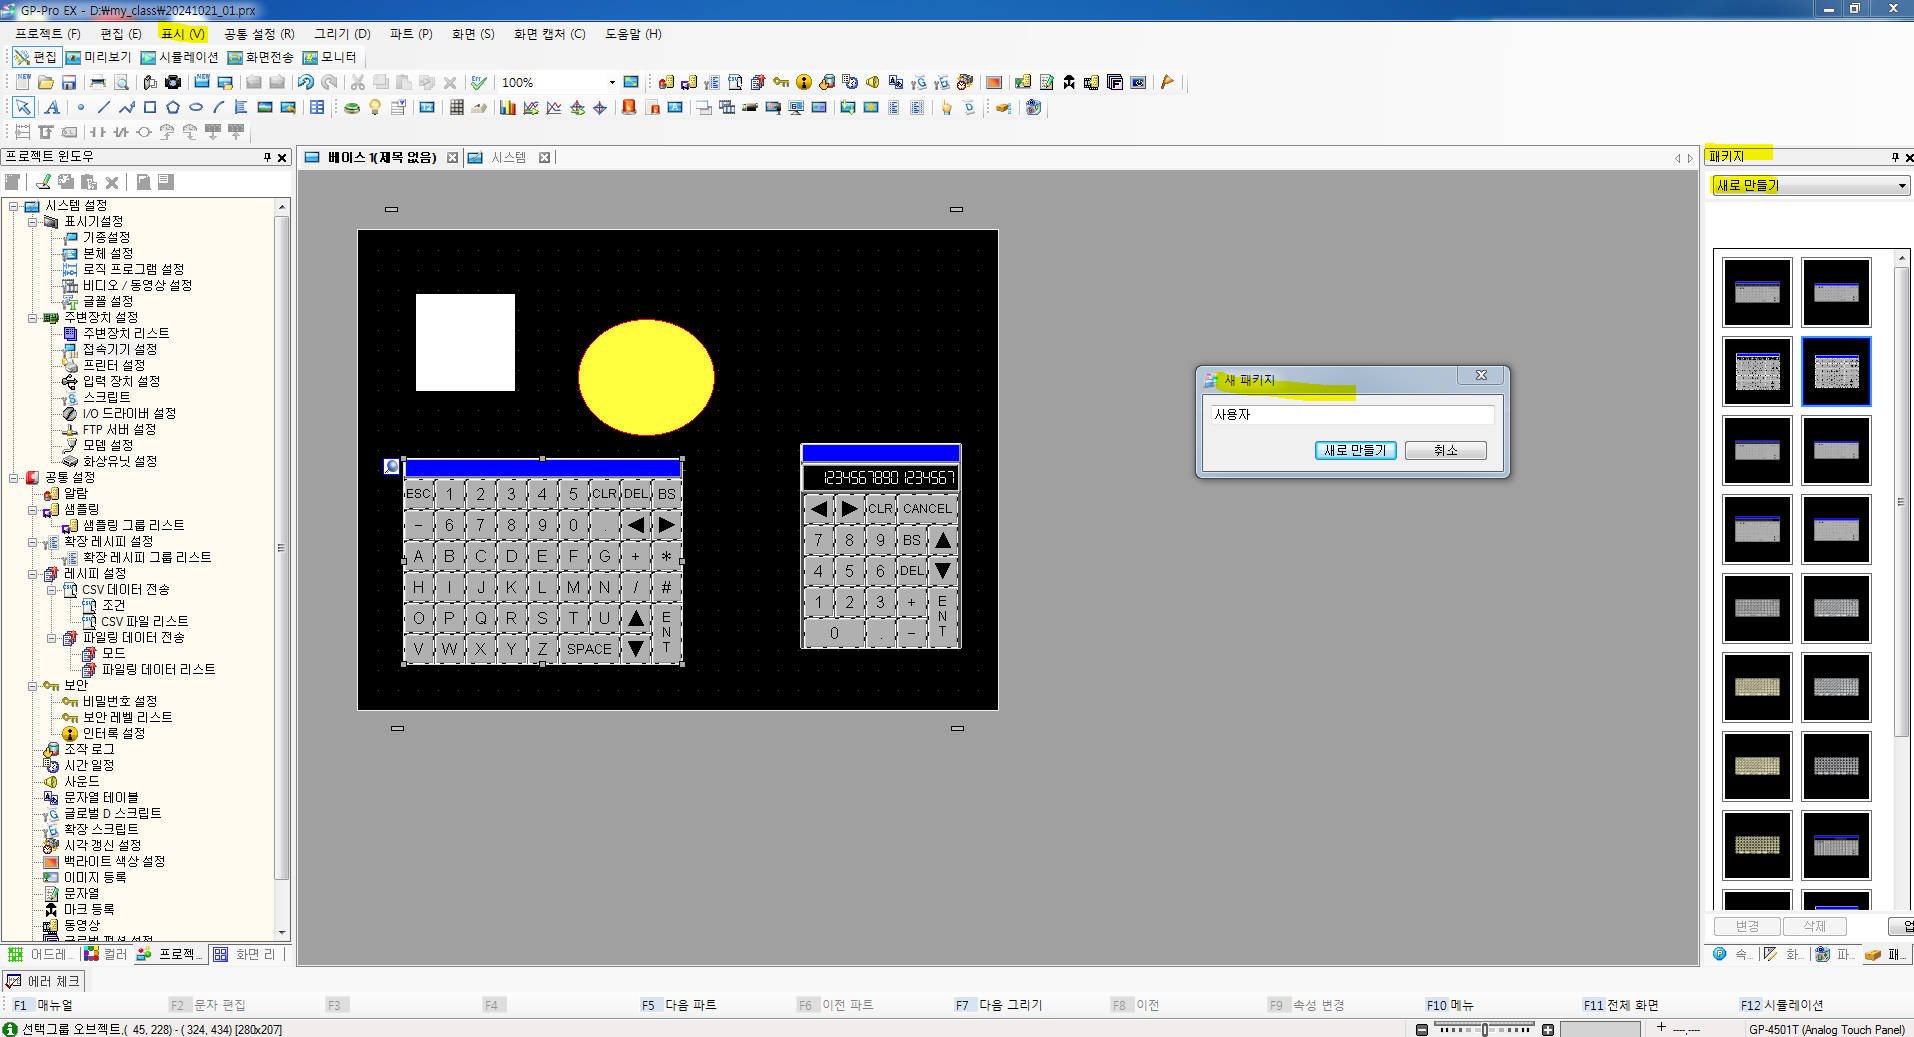 GP-Pro EX - D:₩my_class₩20241021_01.prx
프로젝트 (F) 편집 (E) 표시 (V) 공통 설정 (R) 그리기 (D) 파트 (P) 화면 (S) 화면 캡처 (C) 도움말 (H)
편집 미리보기 시뮬레이션 화면전송 모니터
100%
프로젝트 윈도우
베이스 1(제목 없음) 시스템
패키지
새로 만들기
시스템 설정
표시기설정
기종설정
본체 설정
로직 프로그램 설정
비디오 / 동영상 설정
글꼴 설정
주변장치 설정
주변장치 리스트
접속기기 설정
프린터 설정
입력 장치 설정
스크립트
I/O 드라이버 설정
FTP 서버 설정
모뎀 설정
화상유닛 설정
공통 설정
알람
샘플링
샘플링 그룹 리스트
확장 레시피 설정
확장 레시피 그룹 리스트
레시피 설정
CSV 데이터 전송
조건
CSV 파일 리스트
파일링 데이터 전송
모드
파일링 데이터 리스트
보안
비밀번호 설정
보안 레벨 리스트
인터록 설정
조작 로그
시간 일정
사운드
문자열 테이블
글로벌 D 스크립트
확장 스크립트
시각 갱신 설정
백라이트 색상 설정
이미지 등록
문자열
마크 등록
동영상
어드레... 컬러 프로젝... 화면 리
ESC 1 2 3 4 5 CLR DEL BS
- 6 7 8 9 0 . ◀ ▶
A B C D E F G + *
H I J K L M N / #
O P Q R S T U ▲ ENT
V W X Y Z SPACE ▼
1234567890 1234567
◀ ▶ CLR CANCEL
7 8 9 BS ▲
4 5 6 DEL ▼
1 2 3 + ENT
0 . -
새 패키지
사용자
새로 만들기 취소
변경 삭제 업
속... 화... 파... 패...
에러 체크
F1 매뉴얼 F2 문자 편집 F3 F4 F5 다음 파트 F6 이전 파트 F7 다음 그리기 F8 이전 F9 속성 변경 F10 메뉴 F11 전체 화면 F12 시뮬레이션
선택그룹 오브젝트,( 45, 228) - ( 324, 434) [280x207] ----,---- GP-4501T (Analog Touch Panel)